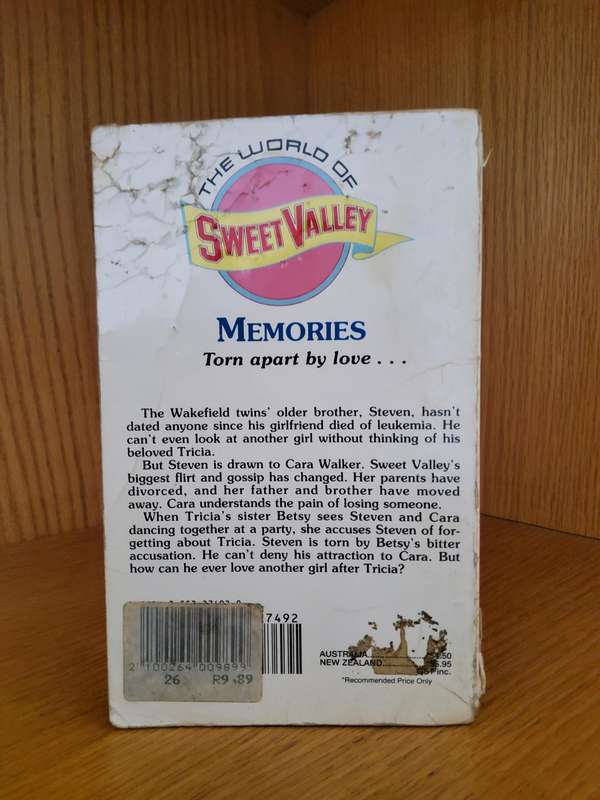 THE WORLD OF
SWEET VALLEY
MEMORIES
Torn apart by love . . .
The Wakefield twins' older brother, Steven, hasn't
dated anyone since his girlfriend died of leukemia. He
can't even look at another girl without thinking of his
beloved Tricia.
But Steven is drawn to Cara Walker. Sweet Valley's
biggest flirt and gossip has changed. Her parents have
divorced, and her father and brother have moved
away. Cara understands the pain of losing someone.
When Tricia's sister Betsy sees Steven and Cara
dancing together at a party, she accuses Steven of for-
getting about Tricia. Steven is torn by Betsy's bitter
accusation. He can't deny his attraction to Cara. But
how can he ever love another girl after Tricia?
7492
2 100264 009899
26 R9.89
AUSTRALIA
.50
NEW ZEALAND
.95
inc.
*Recommended Price Only